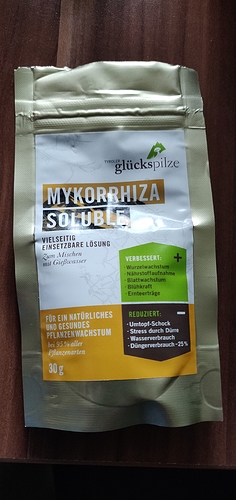 TYROLER
glückspilze
MYKORRHIZA
SOLUBLE
VIELSEITIG
EINSETZBARE LÖSUNG
Zum Mischen
mit Gießwasser
VERBESSERT: +
· Wurzelwachstum
· Nährstoffaufnahme
· Blattwachstum
· Blühkraft
· Ernteerträge
FÜR EIN NATÜRLICHES
UND GESUNDES
PFLANZENWACHSTUM
bei 95% aller
Pflanzenarten
30 g
REDUZIERT: -
· Umtopf-Schock
· Stress durch Dürre
· Wasserverbrauch
· Düngerverbrauch -25%